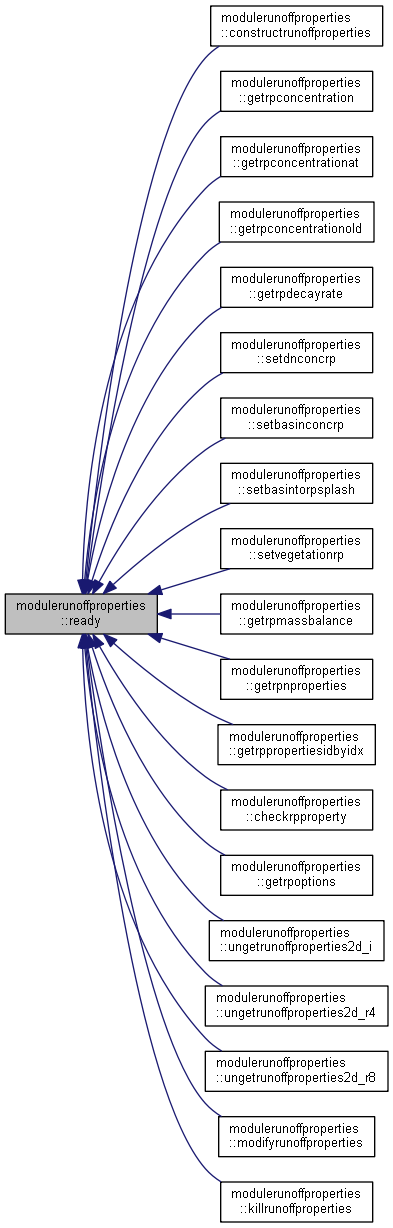 modulerunoffproperties
::constructrunoffproperties
modulerunoffproperties
::getrpconcentration
modulerunoffproperties
::getrpconcentrationat
modulerunoffproperties
::getrpconcentrationold
modulerunoffproperties
::getrpdecayrate
modulerunoffproperties
::setdnconcrp
modulerunoffproperties
::setbasinconcrp
modulerunoffproperties
::setbasintorpsplash
modulerunoffproperties
::setvegetationrp
modulerunoffproperties
::ready
modulerunoffproperties
::getrpmassbalance
modulerunoffproperties
::getrpnproperties
modulerunoffproperties
::getrppropertiesidbyidx
modulerunoffproperties
::checkrpproperty
modulerunoffproperties
::getrpoptions
modulerunoffproperties
::ungetrunoffproperties2d_i
modulerunoffproperties
::ungetrunoffproperties2d_r4
modulerunoffproperties
::ungetrunoffproperties2d_r8
modulerunoffproperties
::modifyrunoffproperties
modulerunoffproperties
::killrunoffproperties